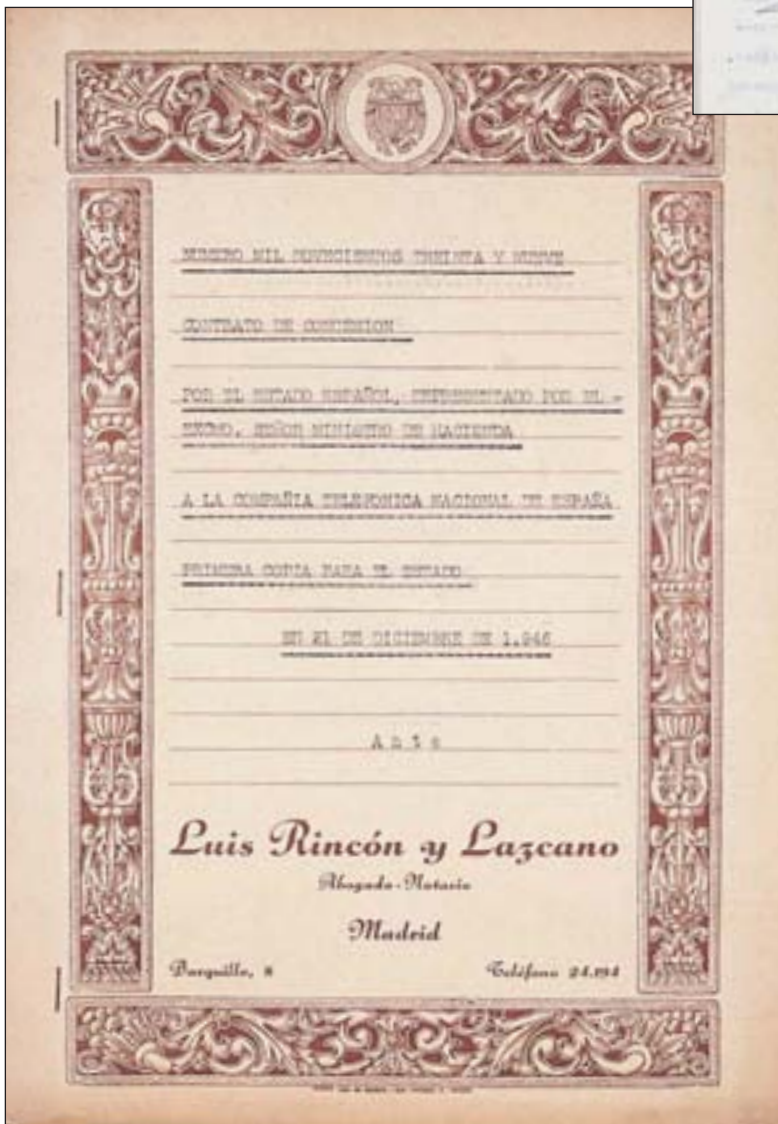 NUMERO MIL NOVECIENTOS TREINTA Y NUEVE
CONTRATO DE CONCESION
POR EL ESTADO ESPAÑOL, REPRESENTADO POR EL -
EXCMO. SEÑOR MINISTRO DE HACIENDA
A LA COMPAÑIA TELEFONICA NACIONAL DE ESPAÑA
PRIMERA COPIA PARA EL ESTADO
EN 21 DE DICIEMBRE DE 1.946
Ante
Luis Rincón y Lazcano
Abogado-Notario
Madrid
Barquillo, 8
Teléfono 24.194